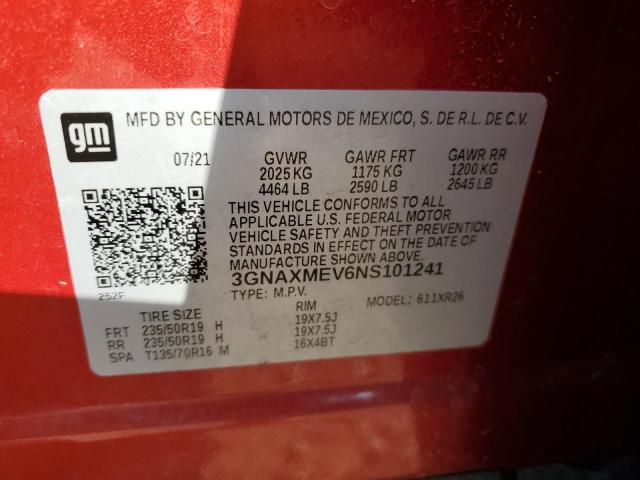 gm
MFD BY GENERAL MOTORS DE MEXICO, S. DE R.L. DE C.V.
07/21 GVWR GAWR FRT GAWR RR
2025 KG 1175 KG 1200 KG
4464 LB 2590 LB 2645 LB
THIS VEHICLE CONFORMS TO ALL
APPLICABLE U.S. FEDERAL MOTOR
VEHICLE SAFETY AND THEFT PREVENTION
STANDARDS IN EFFECT ON THE DATE OF
MANUFACTURE SHOWN ABOVE.
3GNAXMEV6NS101241
TYPE: M.P.V. MODEL: 611XR26
252F
TIRE SIZE RIM
FRT 235/50R19 H 19X7.5J
RR 235/50R19 H 19X7.5J
SPA T135/70R16 M 16X4BT